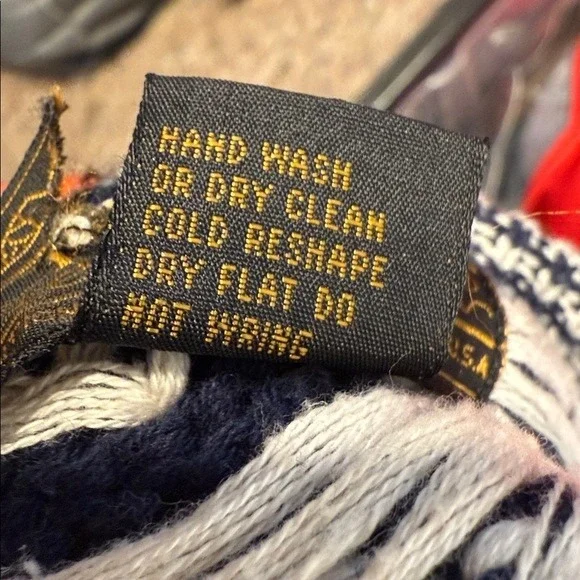 HAND WASH
OR DRY CLEAN
COLD RESHAPE
DRY FLAT DO
NOT WRING
U.S.A